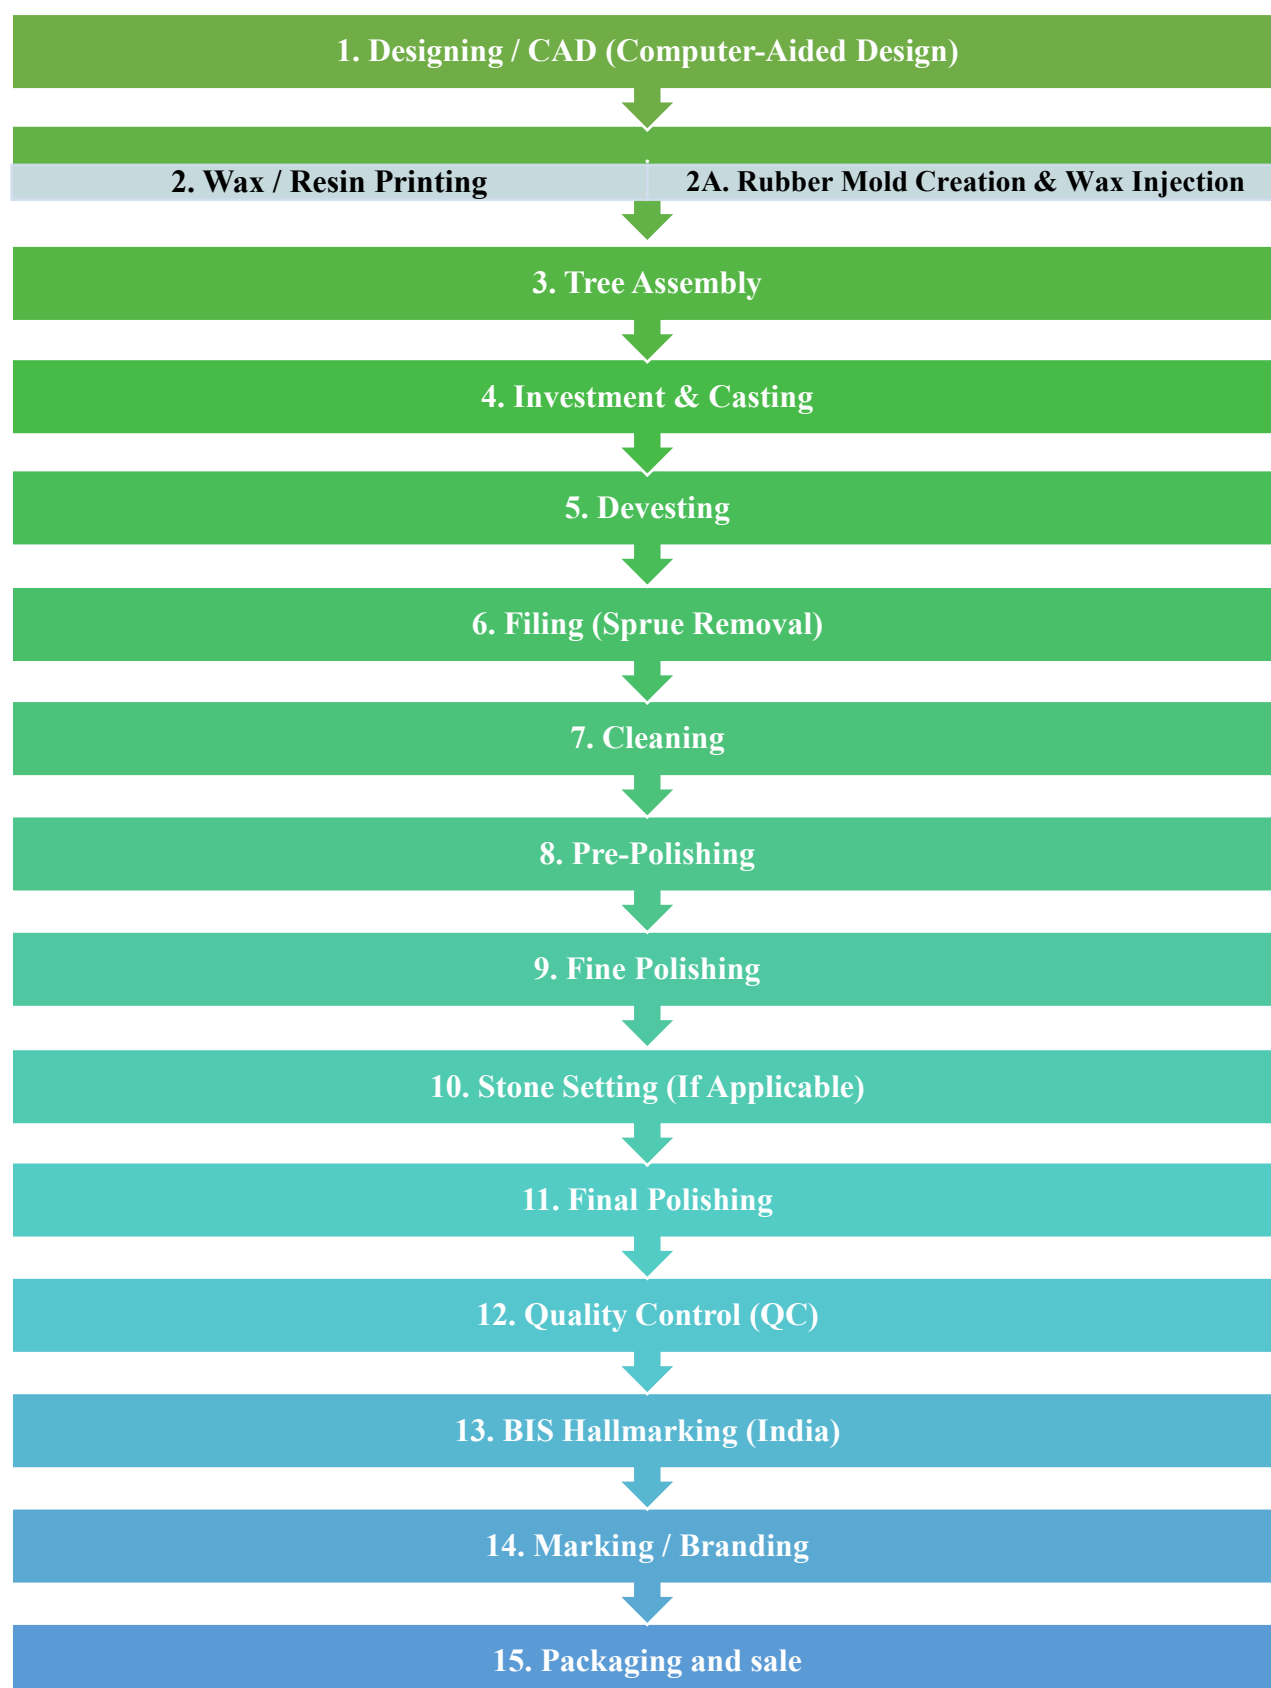 1. Designing / CAD (Computer-Aided Design)
2. Wax / Resin Printing
2A. Rubber Mold Creation & Wax Injection
3. Tree Assembly
4. Investment & Casting
5. Devesting
6. Filing (Sprue Removal)
7. Cleaning
8. Pre-Polishing
9. Fine Polishing
10. Stone Setting (If Applicable)
11. Final Polishing
12. Quality Control (QC)
13. BIS Hallmarking (India)
14. Marking / Branding
15. Packaging and sale